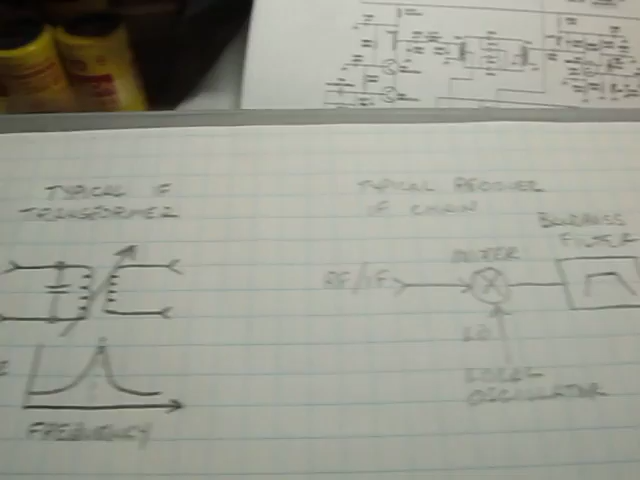 TYPICAL IF
TRANSFORMER
FREQUENCY
TYPICAL RECEIVER
IF CHAIN
RF/IF
MIXER
LO
LOCAL
OSCILLATOR
BANDPASS
FILTER